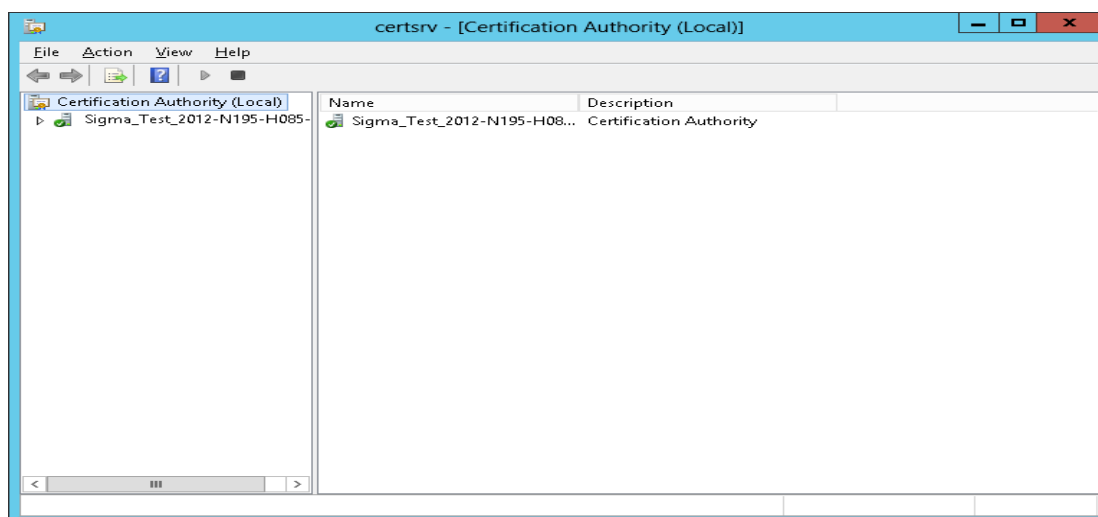 certsrv - [Certification Authority (Local)]
File Action View Help
Certification Authority (Local)
Sigma_Test_2012-N195-H085-
Name Description
Sigma_Test_2012-N195-H08... Certification Authority